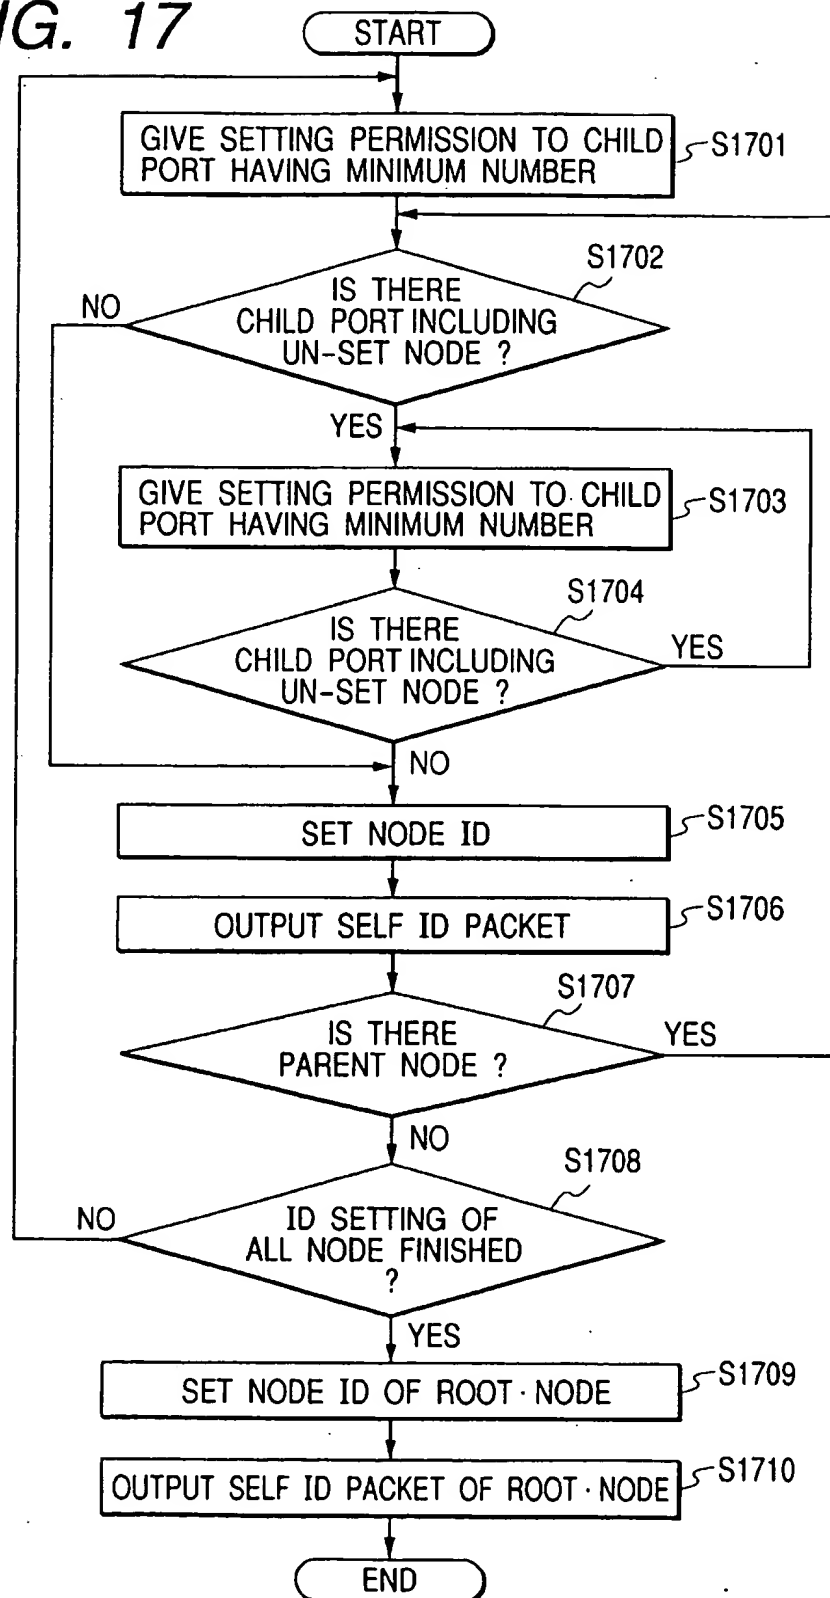 IG. 17
START
GIVE SETTING PERMISSION TO CHILD
PORT HAVING MINIMUM NUMBER
S1701
S1702
IS THERE
CHILD PORT INCLUDING
UN-SET NODE ?
NO
YES
GIVE SETTING PERMISSION TO CHILD
PORT HAVING MINIMUM NUMBER
S1703
S1704
IS THERE
CHILD PORT INCLUDING
UN-SET NODE ?
YES
NO
SET NODE ID
S1705
OUTPUT SELF ID PACKET
S1706
S1707
IS THERE
PARENT NODE ?
YES
NO
S1708
ID SETTING OF
ALL NODE FINISHED
?
NO
YES
SET NODE ID OF ROOT·NODE
S1709
OUTPUT SELF ID PACKET OF ROOT·NODE
S1710
END